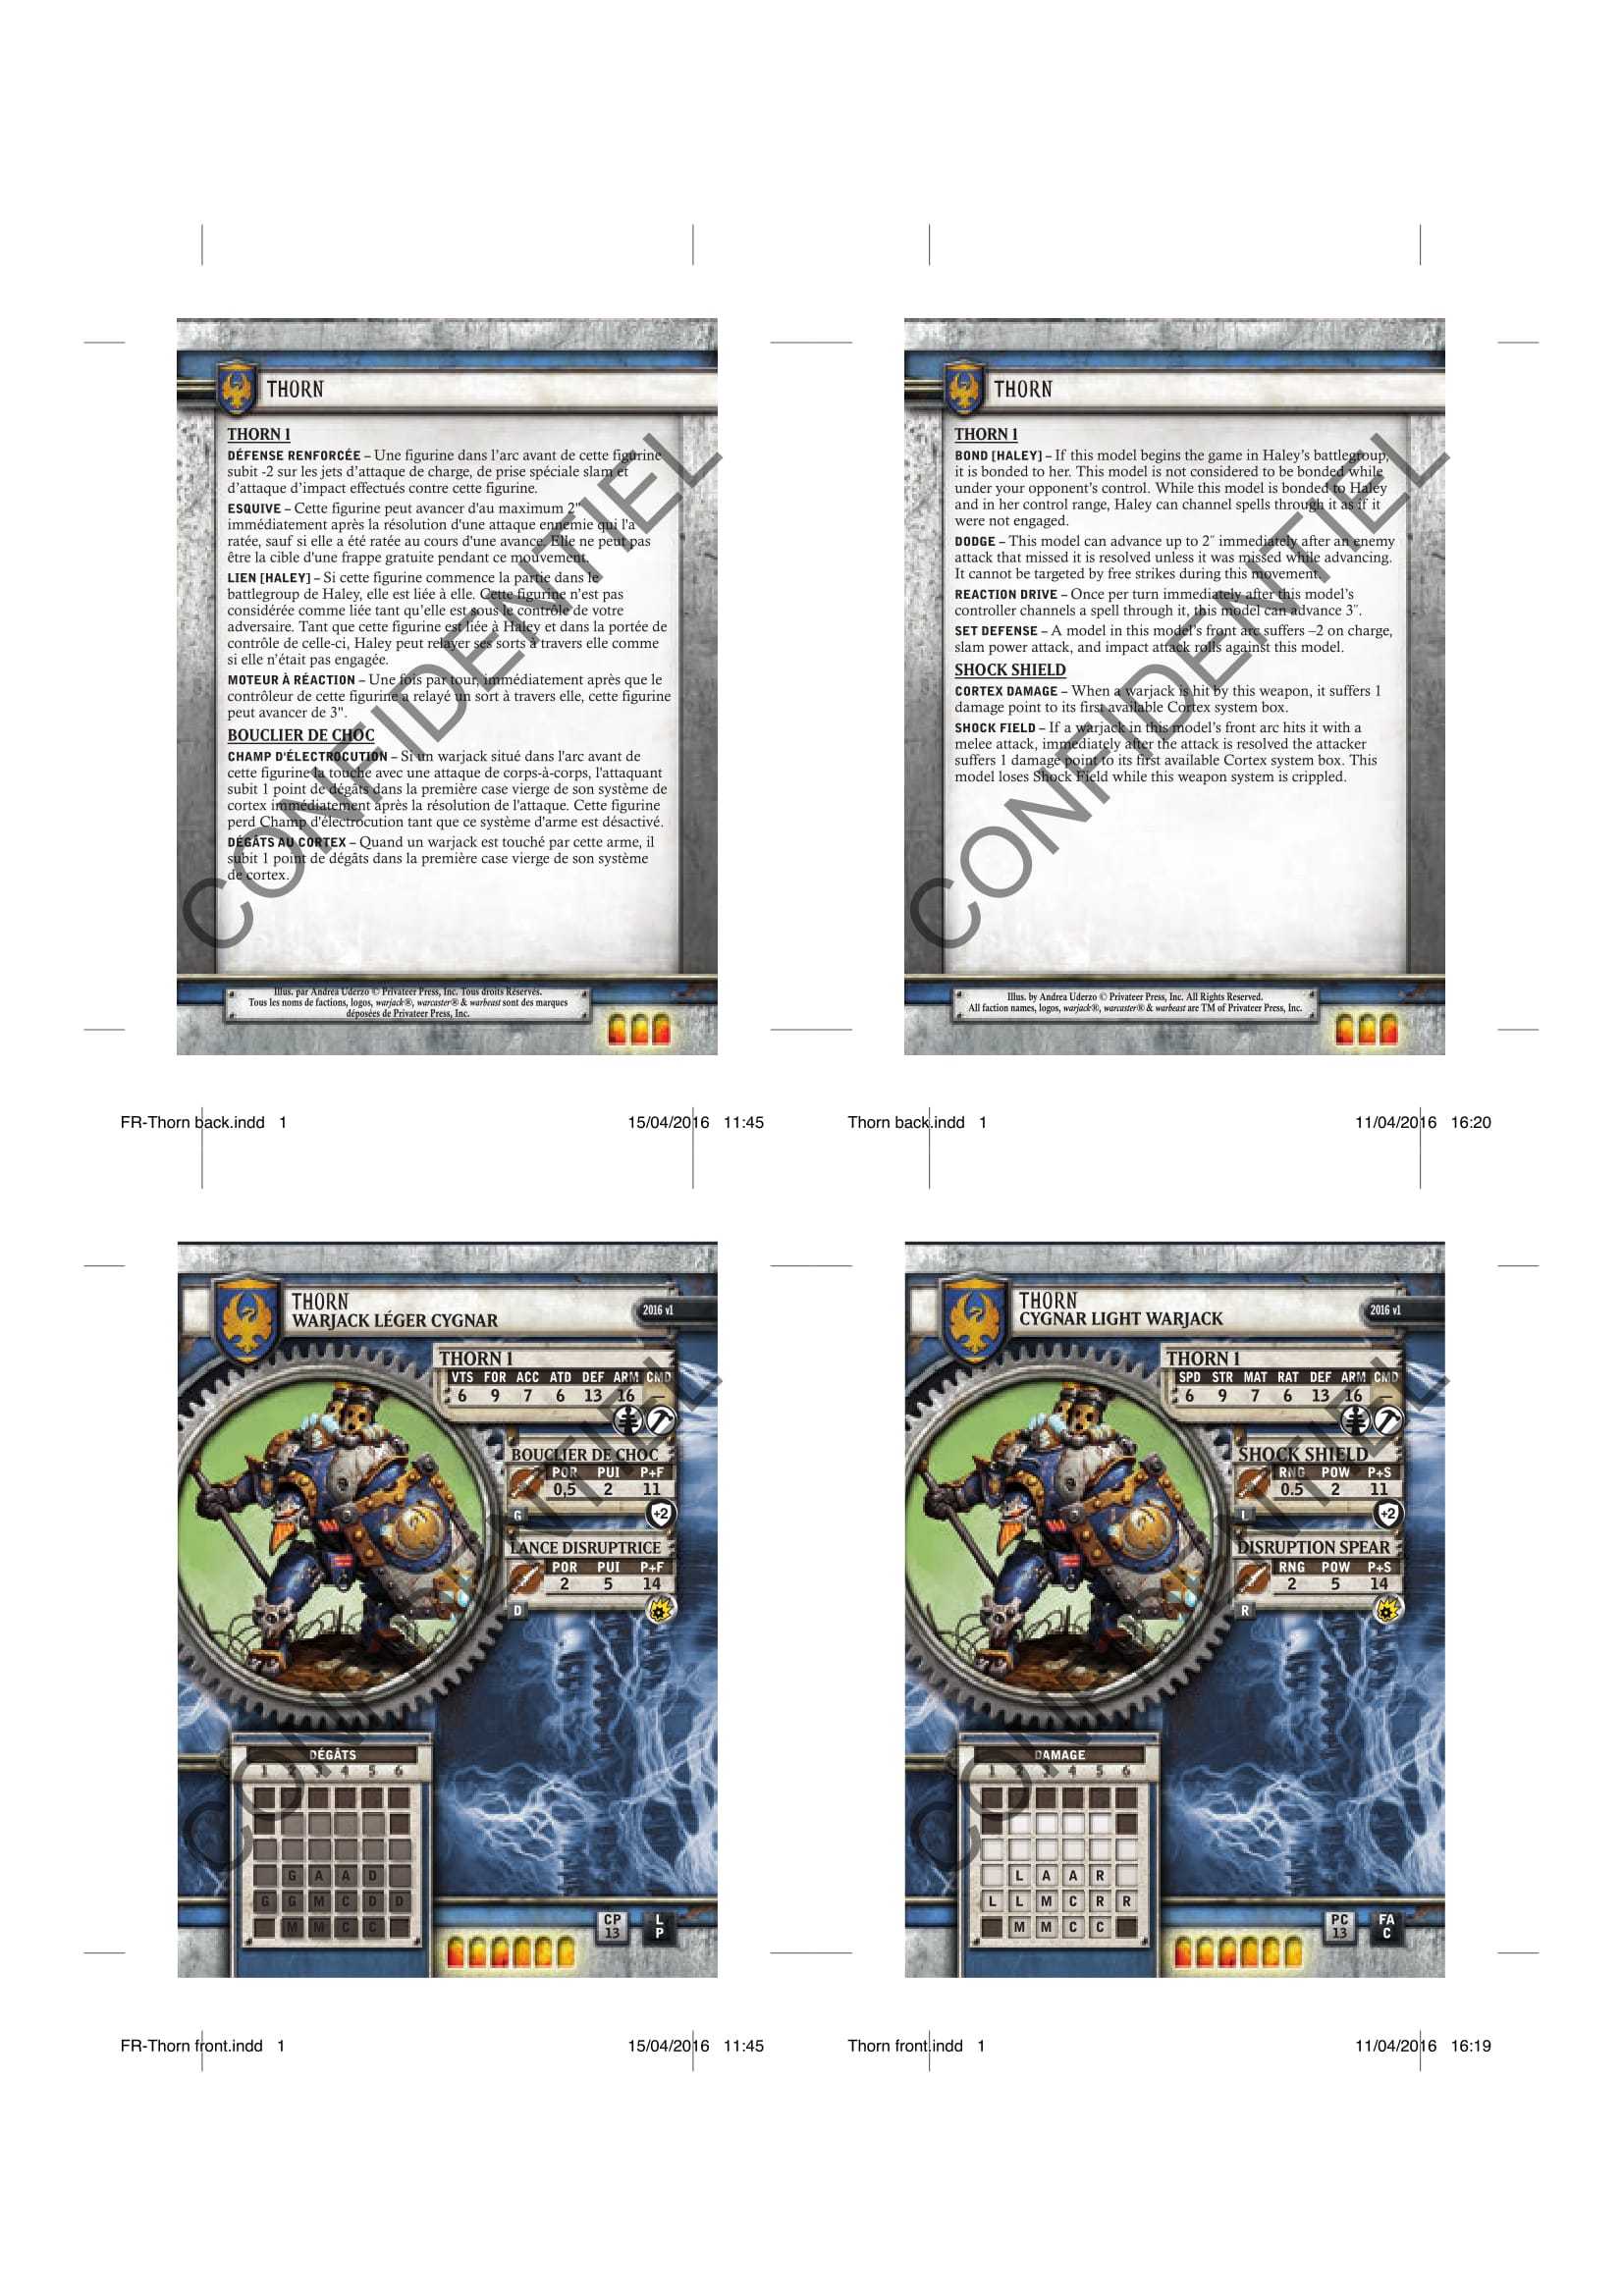 THORN
THORN 1
DÉFENSE RENFORCÉE – Une figurine dans l'arc avant de cette figurine
subit -2 sur les jets d'attaque de charge, de prise spéciale slam et
d'attaque d'impact effectués contre cette figurine.
ESQUIVE – Cette figurine peut avancer d'au maximum 2"
immédiatement après la résolution d'une attaque ennemie qui l'a
ratée, sauf si elle a été ratée au cours d'une avance. Elle ne peut pas
être la cible d'une frappe gratuite pendant ce mouvement.
LIEN [HALEY] – Si cette figurine commence la partie dans le
battlegroup de Haley, elle est liée à elle. Cette figurine n'est pas
considérée comme liée tant qu'elle est sous le contrôle de votre
adversaire. Tant que cette figurine est liée à Haley et dans la portée de
contrôle de celle-ci, Haley peut relayer ses sorts à travers elle comme
si elle n'était pas engagée.
MOTEUR À RÉACTION – Une fois par tour, immédiatement après que le
contrôleur de cette figurine a relayé un sort à travers elle, cette figurine
peut avancer de 3".
BOUCLIER DE CHOC
CHAMP D'ÉLECTROCUTION – Si un warjack situé dans l'arc avant de
cette figurine la touche avec une attaque de corps-à-corps, l'attaquant
subit 1 point de dégâts dans la première case vierge de son système de
cortex immédiatement après la résolution de l'attaque. Cette figurine
perd Champ d'électrocution tant que ce système d'arme est désactivé.
DÉGÂTS AU CORTEX – Quand un warjack est touché par cette arme, il
subit 1 point de dégâts dans la première case vierge de son système
de cortex.
CONFIDENTIEL
Illus. par Andrea Uderzo © Privateer Press, Inc. Tous droits Réservés.
Tous les noms de factions, logos, warjack®, warcaster® & warbeast sont des marques
déposées de Privateer Press, Inc.
FR-Thorn back.indd 1 15/04/2016 11:45
THORN
THORN 1
BOND [HALEY] – If this model begins the game in Haley's battlegroup,
it is bonded to her. This model is not considered to be bonded while
under your opponent's control. While this model is bonded to Haley
and in her control range, Haley can channel spells through it as if it
were not engaged.
DODGE – This model can advance up to 2˝ immediately after an enemy
attack that missed it is resolved unless it was missed while advancing.
It cannot be targeted by free strikes during this movement.
REACTION DRIVE – Once per turn immediately after this model's
controller channels a spell through it, this model can advance 3˝.
SET DEFENSE – A model in this model's front arc suffers –2 on charge,
slam power attack, and impact attack rolls against this model.
SHOCK SHIELD
CORTEX DAMAGE – When a warjack is hit by this weapon, it suffers 1
damage point to its first available Cortex system box.
SHOCK FIELD – If a warjack in this model's front arc hits it with a
melee attack, immediately after the attack is resolved the attacker
suffers 1 damage point to its first available Cortex system box. This
model loses Shock Field while this weapon system is crippled.
CONFIDENTIEL
Illus. by Andrea Uderzo © Privateer Press, Inc. All Rights Reserved.
All faction names, logos, warjack®, warcaster® & warbeast are TM of Privateer Press, Inc.
Thorn back.indd 1 11/04/2016 16:20
THORN
WARJACK LÉGER CYGNAR
2016 v1
THORN 1
VTS FOR ACC ATD DEF ARM CMD
6 9 7 6 13 16 —
BOUCLIER DE CHOC
POR PUI P+F
0,5 2 11
G +2
LANCE DISRUPTRICE
POR PUI P+F
2 5 14
D
DÉGÂTS
1 2 3 4 5 6
G A A D
G G M C D D
M M C C
CP
13
L
P
CONFIDENTIEL
FR-Thorn front.indd 1 15/04/2016 11:45
THORN
CYGNAR LIGHT WARJACK
2016 v1
THORN 1
SPD STR MAT RAT DEF ARM CMD
6 9 7 6 13 16 —
SHOCK SHIELD
RNG POW P+S
0.5 2 11
L +2
DISRUPTION SPEAR
RNG POW P+S
2 5 14
R
DAMAGE
1 2 3 4 5 6
L A A R
L L M C R R
M M C C
PC
13
FA
C
CONFIDENTIEL
Thorn front.indd 1 11/04/2016 16:19